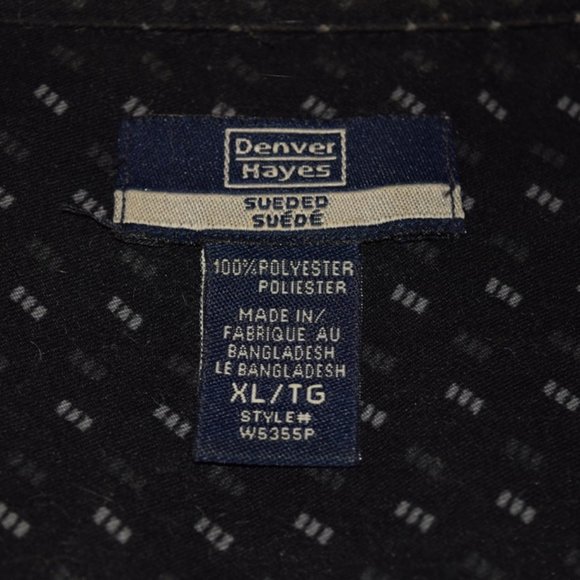 Denver
Hayes
SUEDED
SUÉDÉ
100% POLYESTER
POLIESTER
MADE IN/
FABRIQUE AU
BANGLADESH
LE BANGLADESH
XL/TG
STYLE#
W5355P